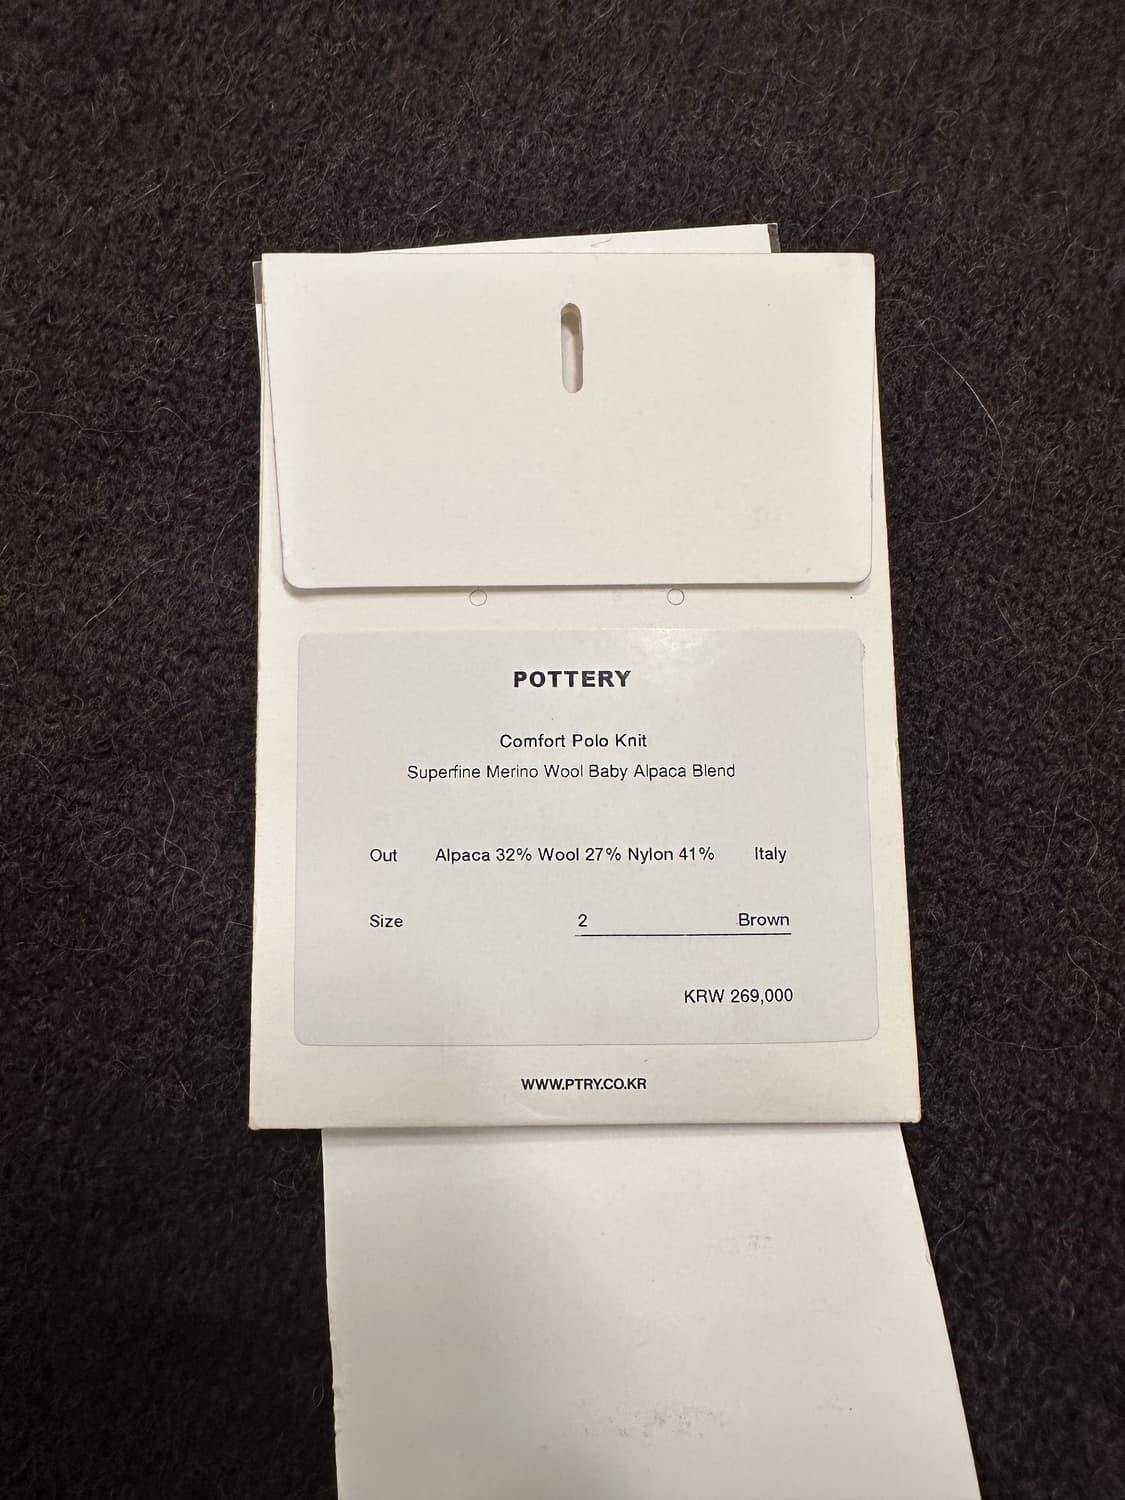 POTTERY
Comfort Polo Knit
Superfine Merino Wool Baby Alpaca Blend
Out Alpaca 32% Wool 27% Nylon 41% Italy
Size 2 Brown
KRW 269,000
WWW.PTRY.CO.KR